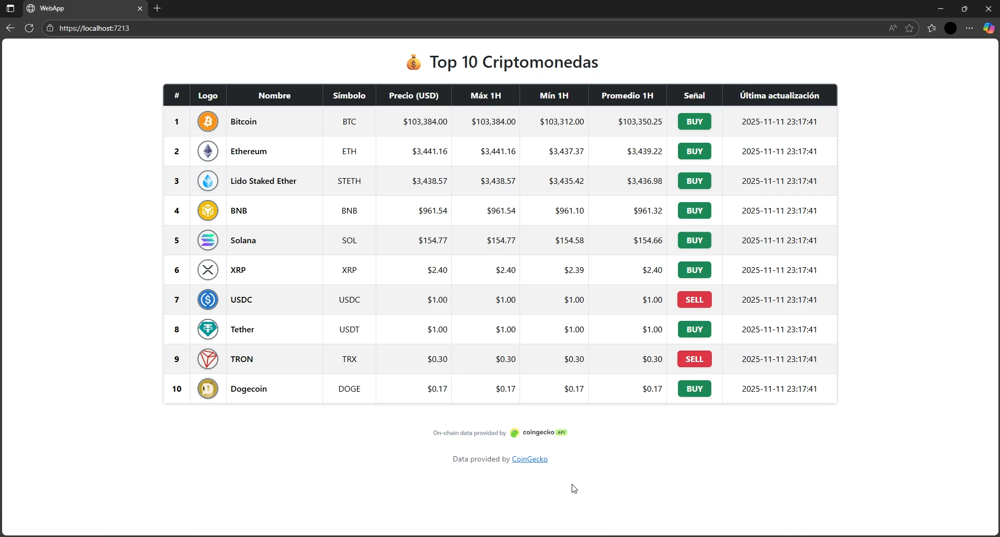 WebApp
https://localhost:7213
💰 Top 10 Criptomonedas
# Logo Nombre Símbolo Precio (USD) Máx 1H Mín 1H Promedio 1H Señal Última actualización
1 Bitcoin BTC $103,384.00 $103,384.00 $103,312.00 $103,350.25 BUY 2025-11-11 23:17:41
2 Ethereum ETH $3,441.16 $3,441.16 $3,437.37 $3,439.22 BUY 2025-11-11 23:17:41
3 Lido Staked Ether STETH $3,438.57 $3,438.57 $3,435.42 $3,436.98 BUY 2025-11-11 23:17:41
4 BNB BNB $961.54 $961.54 $961.10 $961.32 BUY 2025-11-11 23:17:41
5 Solana SOL $154.77 $154.77 $154.58 $154.66 BUY 2025-11-11 23:17:41
6 XRP XRP $2.40 $2.40 $2.39 $2.40 BUY 2025-11-11 23:17:41
7 USDC USDC $1.00 $1.00 $1.00 $1.00 SELL 2025-11-11 23:17:41
8 Tether USDT $1.00 $1.00 $1.00 $1.00 BUY 2025-11-11 23:17:41
9 TRON TRX $0.30 $0.30 $0.30 $0.30 SELL 2025-11-11 23:17:41
10 Dogecoin DOGE $0.17 $0.17 $0.17 $0.17 BUY 2025-11-11 23:17:41
On-chain data provided by coingecko API
Data provided by CoinGecko